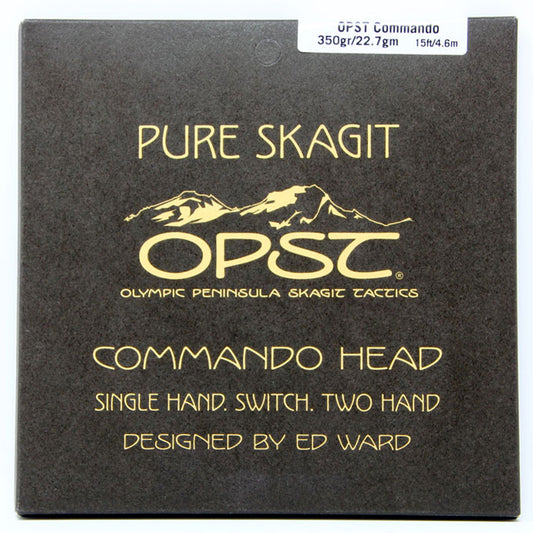 OPST Commando
350gr/22.7gm 15ft/4.6m
PURE SKAGIT
OPST®
OLYMPIC PENINSULA SKAGIT TACTICS
COMMANDO HEAD
SINGLE HAND. SWITCH. TWO HAND
DESIGNED BY ED WARD